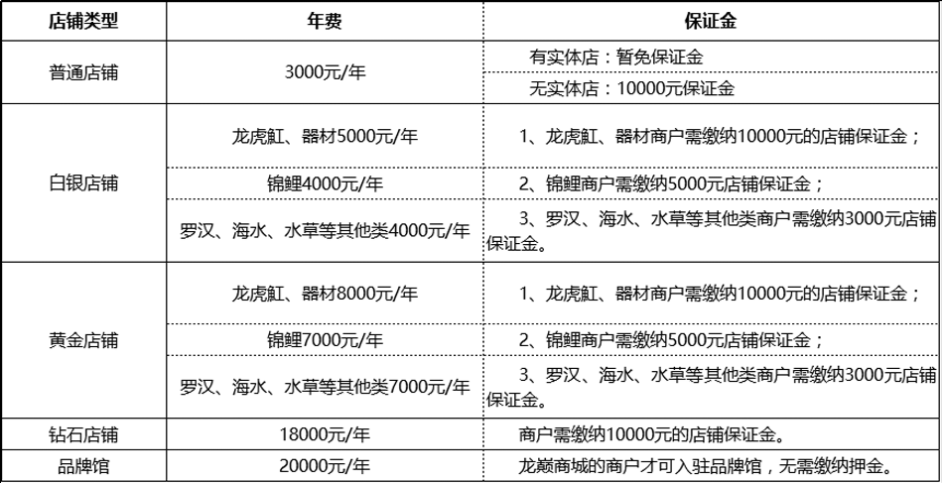 店铺类型 年费 保证金
普通店铺 3000元/年 有实体店：暂免保证金
无实体店：10000元保证金
白银店铺 龙虎魟、器材5000元/年 1、龙虎魟、器材商户需缴纳10000元的店铺保证金；
锦鲤4000元/年 2、锦鲤商户需缴纳5000元店铺保证金；
罗汉、海水、水草等其他类4000元/年 3、罗汉、海水、水草等其他类商户需缴纳3000元店铺
保证金。
黄金店铺 龙虎魟、器材8000元/年 1、龙虎魟、器材商户需缴纳10000元的店铺保证金；
锦鲤7000元/年 2、锦鲤商户需缴纳5000元店铺保证金；
罗汉、海水、水草等其他类7000元/年 3、罗汉、海水、水草等其他类商户需缴纳3000元店铺
保证金。
钻石店铺 18000元/年 商户需缴纳10000元的店铺保证金。
品牌馆 20000元/年 龙巅商城的商户才可入驻品牌馆，无需缴纳押金。